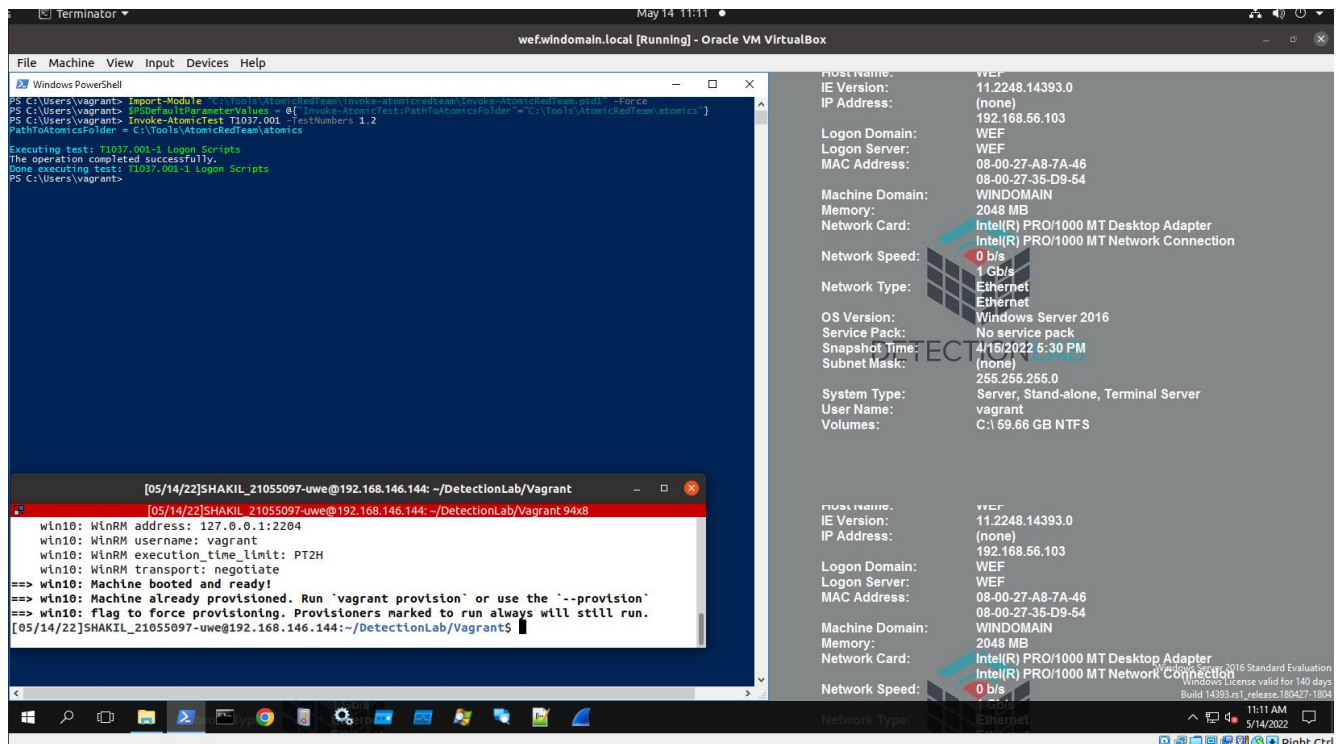 Terminator
May 14 11:11
wef.windomain.local [Running] - Oracle VM VirtualBox
File Machine View Input Devices Help
Windows PowerShell
PS C:\Users\vagrant> Import-Module "C:\Tools\AtomicRedTeam\invoke-atomicredteam\Invoke-AtomicRedTeam.psd1" -Force
PS C:\Users\vagrant> $PSDefaultParameterValues = @{"Invoke-AtomicTest:PathToAtomicsFolder"="C:\Tools\AtomicRedTeam\atomics"}
PS C:\Users\vagrant> Invoke-AtomicTest T1037.001 -TestNumbers 1,2
PathToAtomicsFolder = C:\Tools\AtomicRedTeam\atomics
Executing test: T1037.001-1 Logon Scripts
The operation completed successfully.
Done executing test: T1037.001-1 Logon Scripts
PS C:\Users\vagrant>
[05/14/22]SHAKIL_21055097-uwe@192.168.146.144: ~/DetectionLab/Vagrant
[05/14/22]SHAKIL_21055097-uwe@192.168.146.144: ~/DetectionLab/Vagrant 94x8
win10: WinRM address: 127.0.0.1:2204
win10: WinRM username: vagrant
win10: WinRM execution_time_limit: PT2H
win10: WinRM transport: negotiate
==> win10: Machine booted and ready!
==> win10: Machine already provisioned. Run `vagrant provision` or use the `--provision`
==> win10: flag to force provisioning. Provisioners marked to run always will still run.
[05/14/22]SHAKIL_21055097-uwe@192.168.146.144:~/DetectionLab/Vagrant$
Host Name: WEF
IE Version: 11.2248.14393.0
IP Address: (none)
192.168.56.103
Logon Domain: WEF
Logon Server: WEF
MAC Address: 08-00-27-A8-7A-46
08-00-27-35-D9-54
Machine Domain: WINDOMAIN
Memory: 2048 MB
Network Card: Intel(R) PRO/1000 MT Desktop Adapter
Intel(R) PRO/1000 MT Network Connection
Network Speed: 0 b/s
1 Gb/s
Network Type: Ethernet
Ethernet
OS Version: Windows Server 2016
Service Pack: No service pack
Snapshot Time: 4/15/2022 5:30 PM
DETECTIONLAB
Subnet Mask: (none)
255.255.255.0
System Type: Server, Stand-alone, Terminal Server
User Name: vagrant
Volumes: C:\ 59.66 GB NTFS
Host Name: WEF
IE Version: 11.2248.14393.0
IP Address: (none)
192.168.56.103
Logon Domain: WEF
Logon Server: WEF
MAC Address: 08-00-27-A8-7A-46
08-00-27-35-D9-54
Machine Domain: WINDOMAIN
Memory: 2048 MB
Network Card: Intel(R) PRO/1000 MT Desktop Adapter
Intel(R) PRO/1000 MT Network Connection
Windows Server 2016 Standard Evaluation
Windows License valid for 140 days
Build 14393.rs1_release.180427-1804
Network Speed: 0 b/s
1 Gb/s
Network Type: Ethernet
11:11 AM
5/14/2022
Right Ctrl